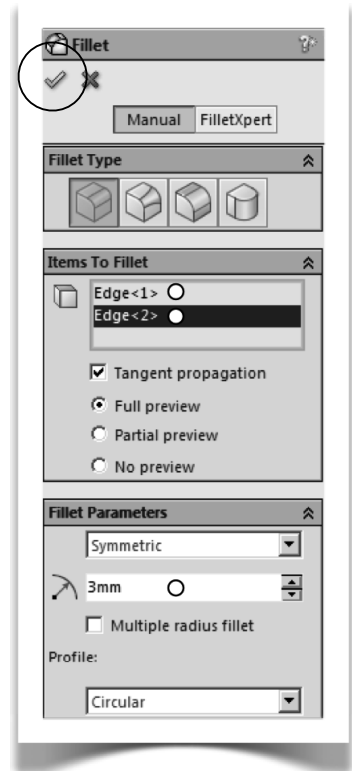 Fillet
Manual FilletXpert
Fillet Type
Items To Fillet
Edge<1>
Edge<2>
Tangent propagation
Full preview
Partial preview
No preview
Fillet Parameters
Symmetric
3mm
Multiple radius fillet
Profile:
Circular